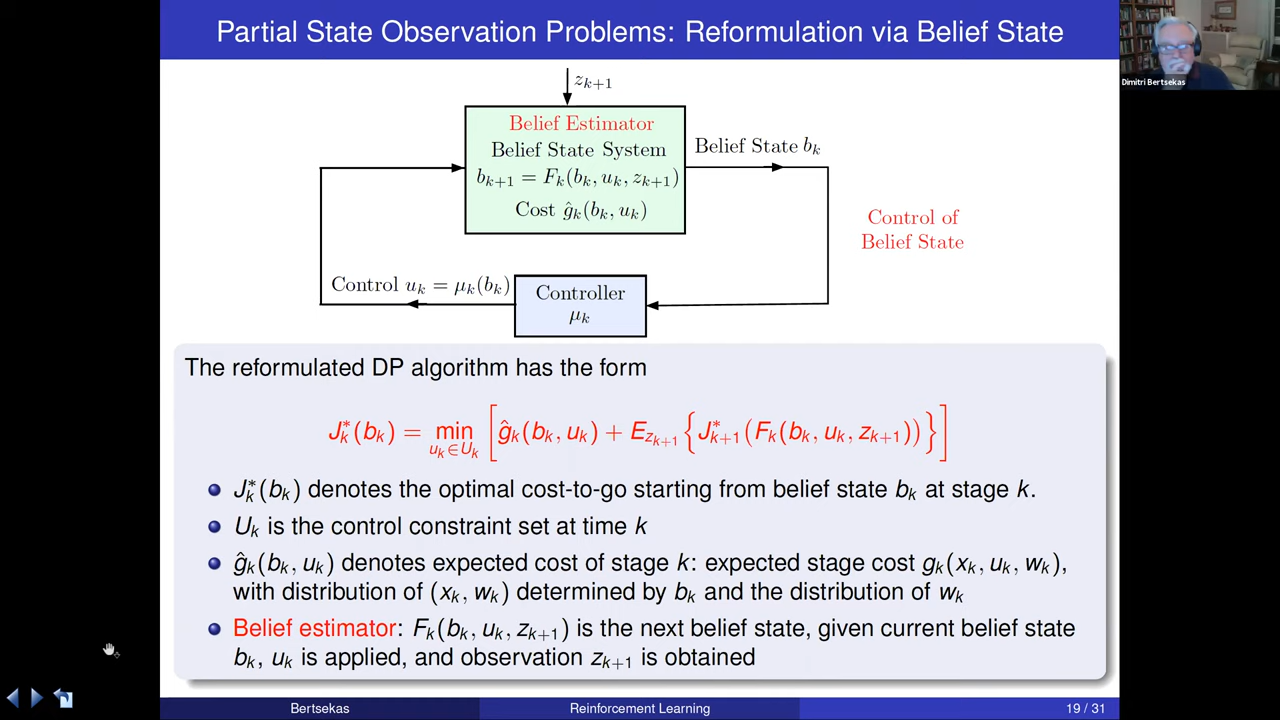 Partial State Observation Problems: Reformulation via Belief State
Dimitri Bertsekas
z_{k+1}
Belief Estimator
Belief State System
b_{k+1} = F_k(b_k, u_k, z_{k+1})
Cost ĝ_k(b_k, u_k)
Belief State b_k
Control of
Belief State
Control u_k = μ_k(b_k)
Controller
μ_k
The reformulated DP algorithm has the form
J*_k(b_k) = min_{u_k∈U_k} [ĝ_k(b_k, u_k) + E_{z_{k+1}} {J*_{k+1}(F_k(b_k, u_k, z_{k+1}))}]
J*_k(b_k) denotes the optimal cost-to-go starting from belief state b_k at stage k.
U_k is the control constraint set at time k
ĝ_k(b_k, u_k) denotes expected cost of stage k: expected stage cost g_k(x_k, u_k, w_k),
with distribution of (x_k, w_k) determined by b_k and the distribution of w_k
Belief estimator: F_k(b_k, u_k, z_{k+1}) is the next belief state, given current belief state
b_k, u_k is applied, and observation z_{k+1} is obtained
Bertsekas
Reinforcement Learning
19 / 31